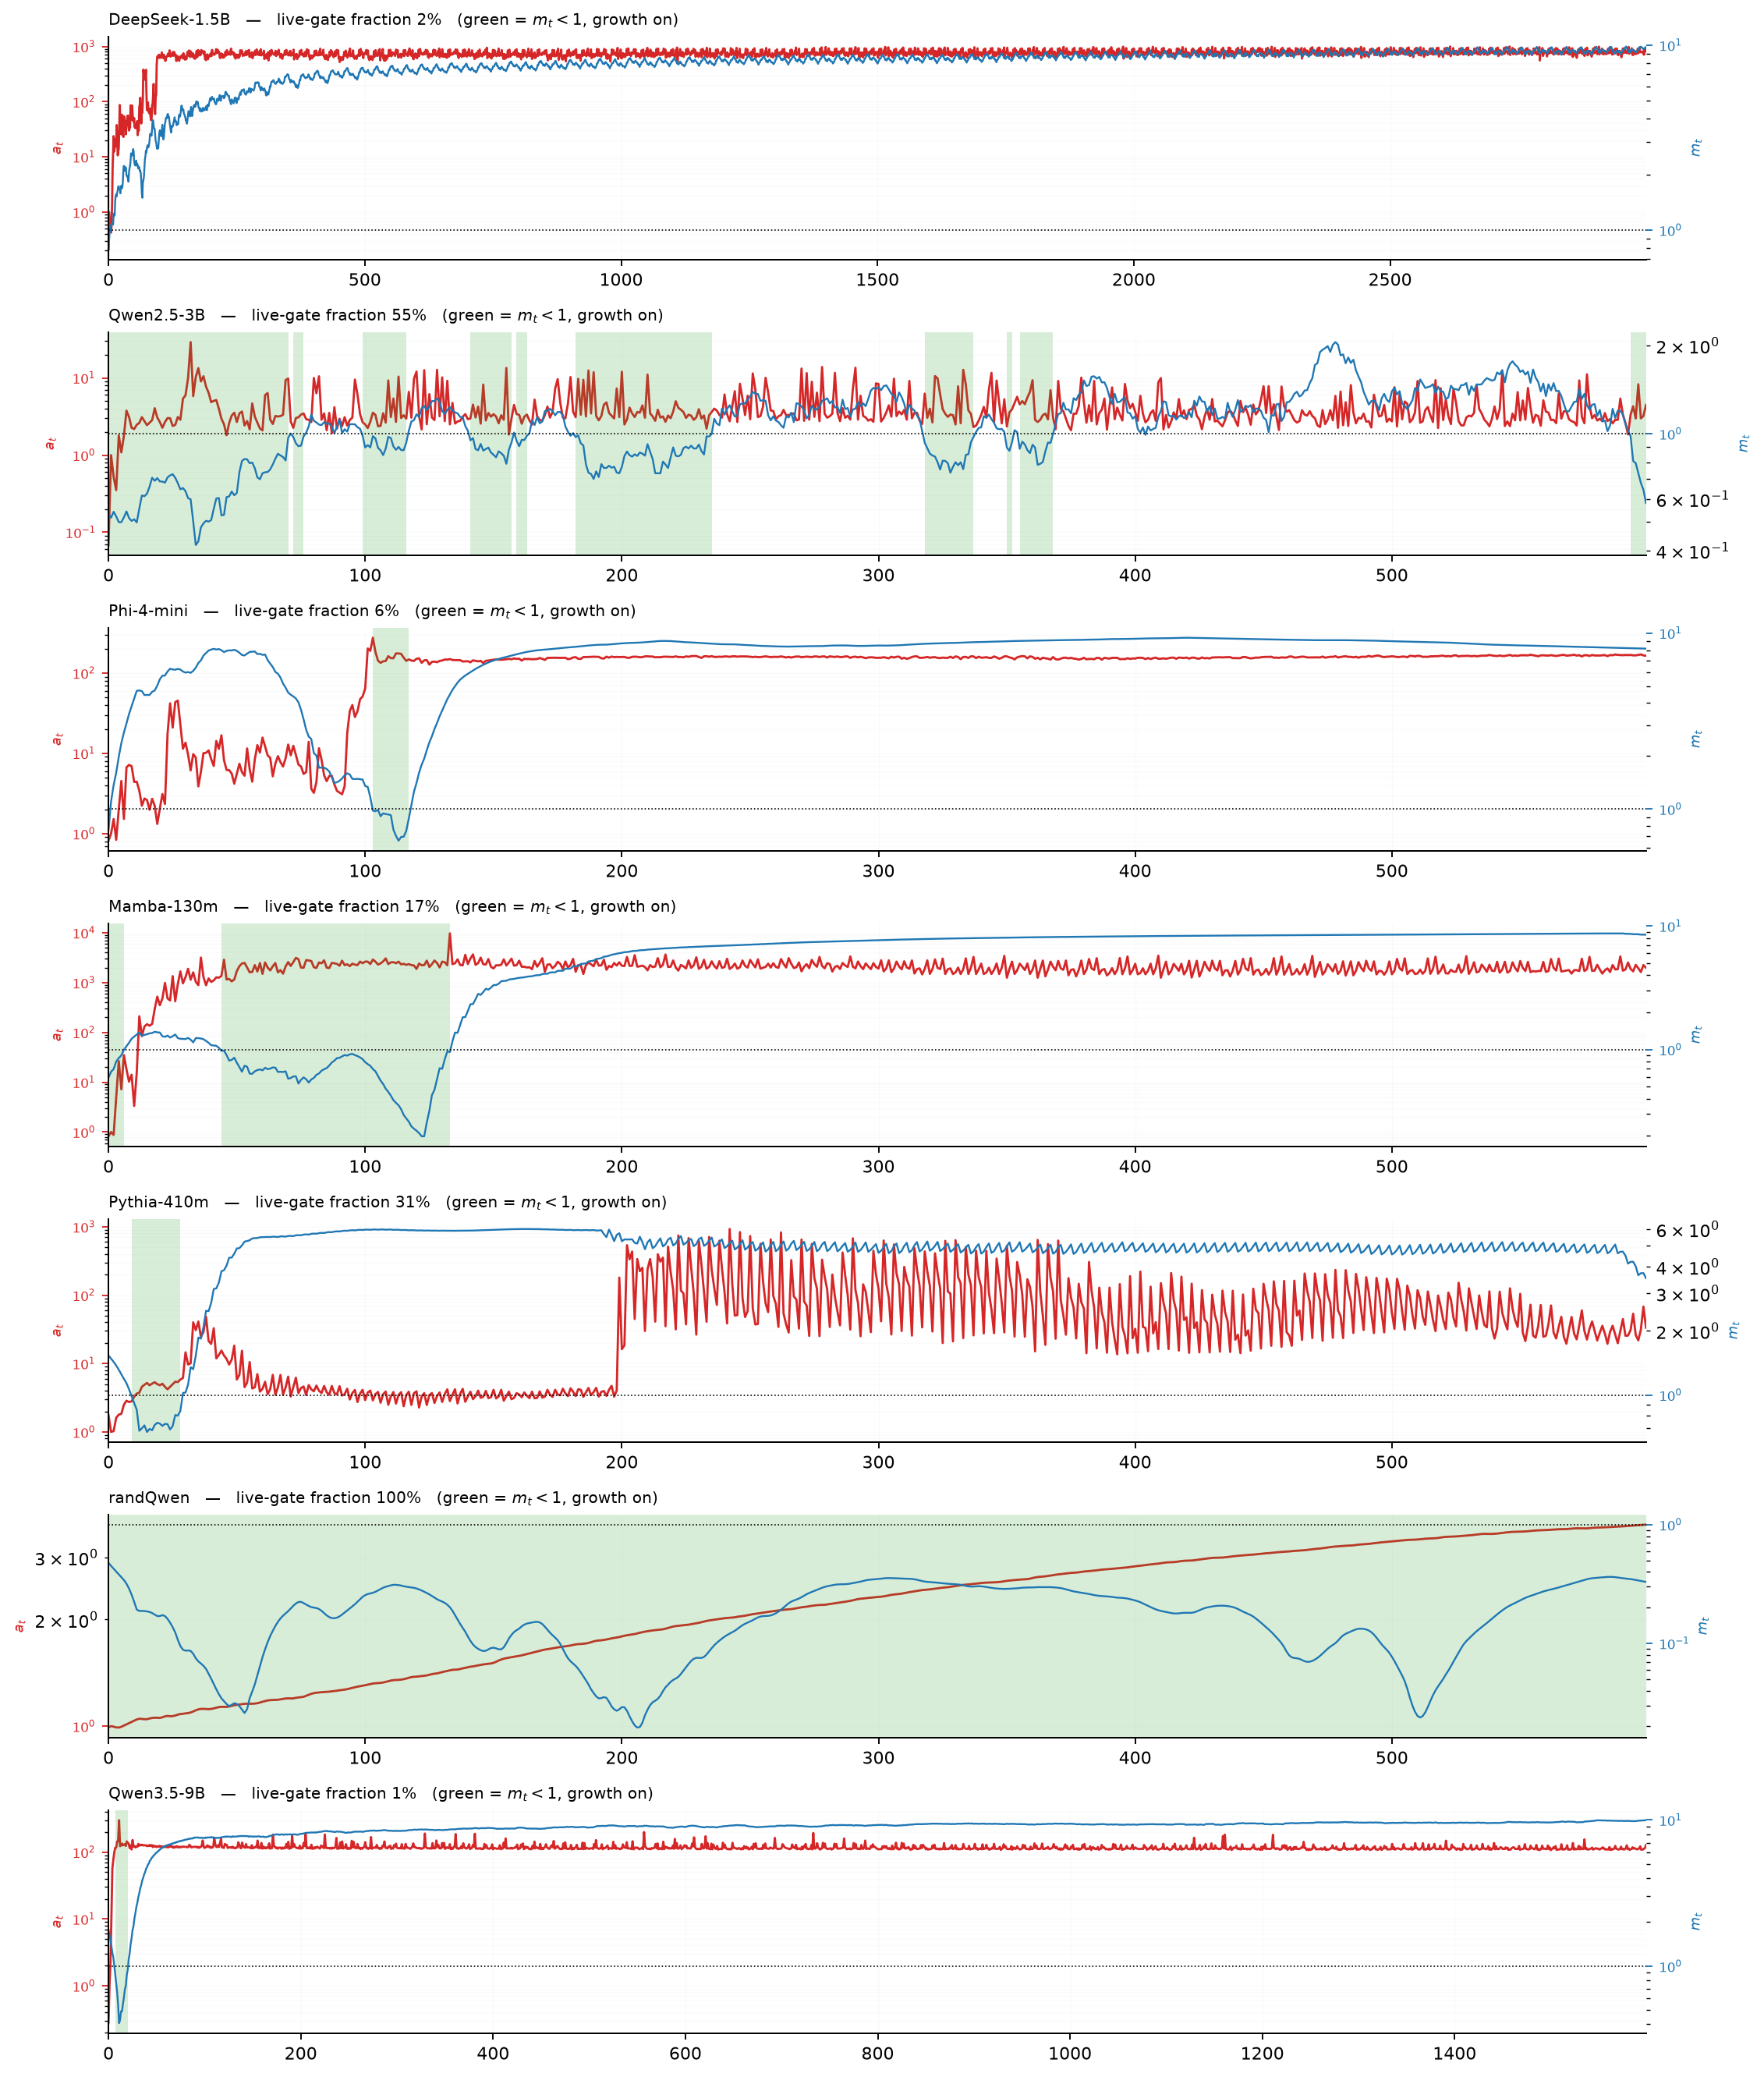 DeepSeek-1.5B — live-gate fraction 2% (green = m_t < 1, growth on)
10^3
10^2
10^1
10^0
a_t
10^1
10^0
m_t
0 500 1000 1500 2000 2500
Qwen2.5-3B — live-gate fraction 55% (green = m_t < 1, growth on)
10^1
10^0
10^−1
a_t
2 × 10^0
10^0
6 × 10^−1
4 × 10^−1
m_t
0 100 200 300 400 500
Phi-4-mini — live-gate fraction 6% (green = m_t < 1, growth on)
10^2
10^1
10^0
a_t
10^1
10^0
m_t
0 100 200 300 400 500
Mamba-130m — live-gate fraction 17% (green = m_t < 1, growth on)
10^4
10^3
10^2
10^1
10^0
a_t
10^1
10^0
m_t
0 100 200 300 400 500
Pythia-410m — live-gate fraction 31% (green = m_t < 1, growth on)
10^3
10^2
10^1
10^0
a_t
6 × 10^0
4 × 10^0
3 × 10^0
2 × 10^0
10^0
m_t
0 100 200 300 400 500
randQwen — live-gate fraction 100% (green = m_t < 1, growth on)
3 × 10^0
2 × 10^0
10^0
a_t
10^0
10^−1
m_t
0 100 200 300 400 500
Qwen3.5-9B — live-gate fraction 1% (green = m_t < 1, growth on)
10^2
10^1
10^0
a_t
10^1
10^0
m_t
0 200 400 600 800 1000 1200 1400